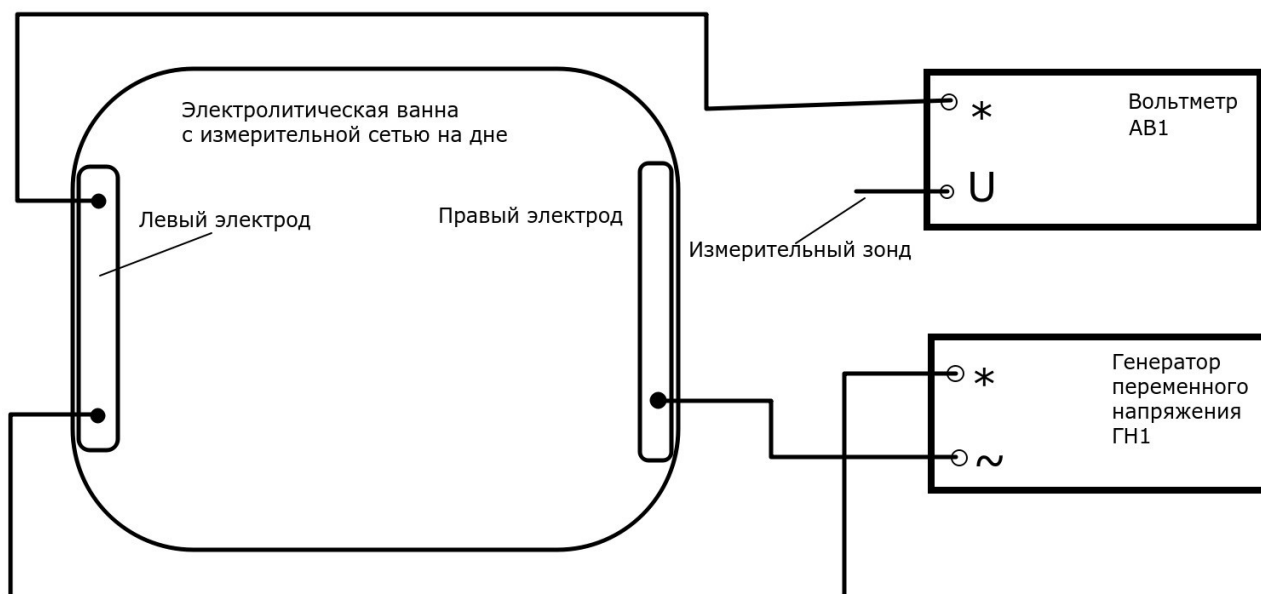 Электролитическая ванна
с измерительной сетью на дне
Левый электрод
Правый электрод
Измерительный зонд
*
Вольтметр
АВ1
U
*
Генератор
переменного
напряжения
ГН1
~